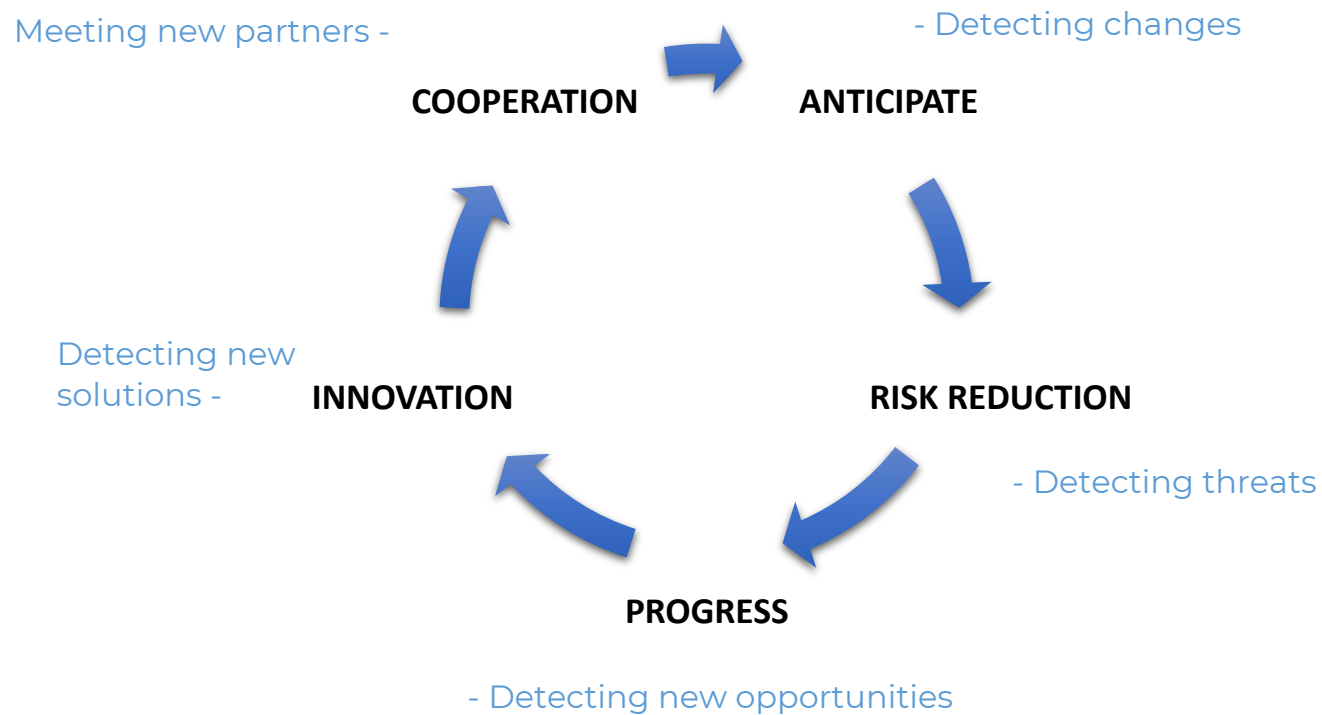 Meeting new partners -
- Detecting changes
COOPERATION
ANTICIPATE
Detecting new
solutions -
INNOVATION
RISK REDUCTION
- Detecting threats
PROGRESS
- Detecting new opportunities